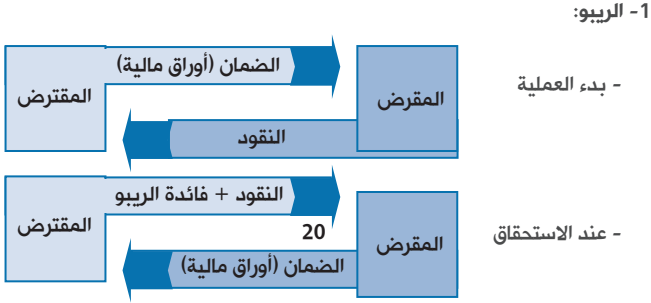 1- الريبو:
- بدء العملية
المقرض
الضمان (أوراق مالية)
المقترض
النقود
- عند الاستحقاق
المقرض
النقود + فائدة الريبو
المقترض
20
الضمان (أوراق مالية)